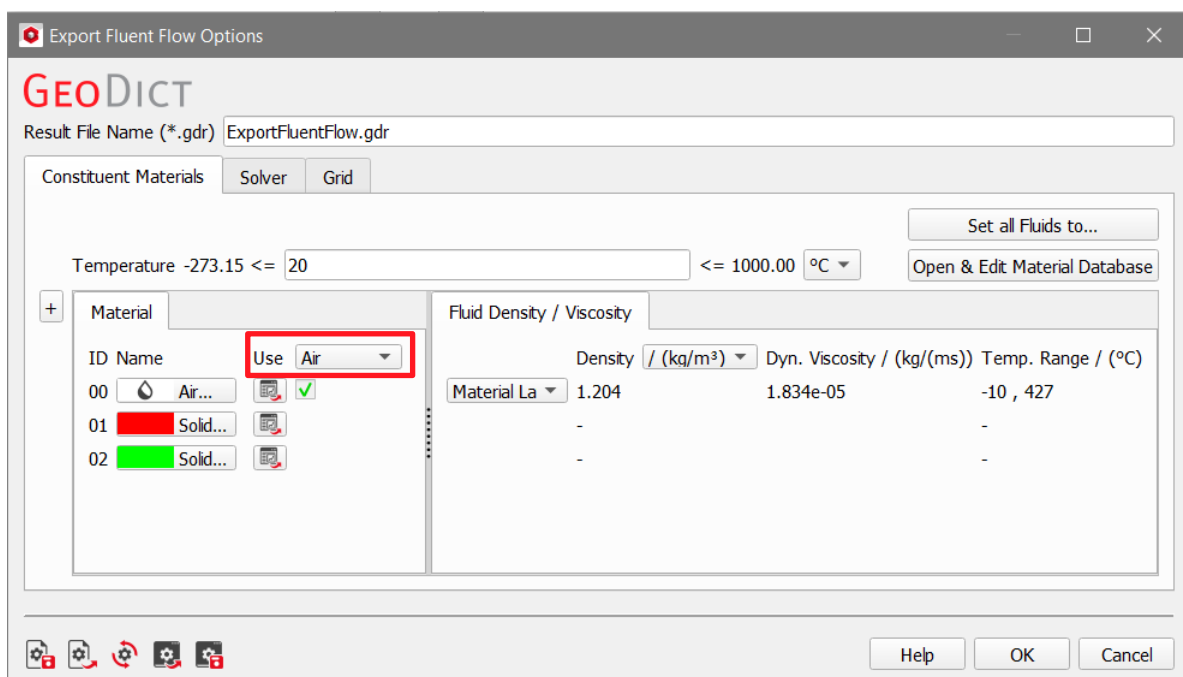 Export Fluent Flow Options
GEODICT
Result File Name (*.gdr) ExportFluentFlow.gdr
Constituent Materials Solver Grid
Set all Fluids to...
Temperature -273.15 <= 20 <= 1000.00 ºC
Open & Edit Material Database
+ Material Fluid Density / Viscosity
ID Name Use Air Density / (kg/m³) Dyn. Viscosity / (kg/(ms)) Temp. Range / (°C)
00 Air... Material La 1.204 1.834e-05 -10 , 427
01 Solid... - -
02 Solid... - -
Help OK Cancel